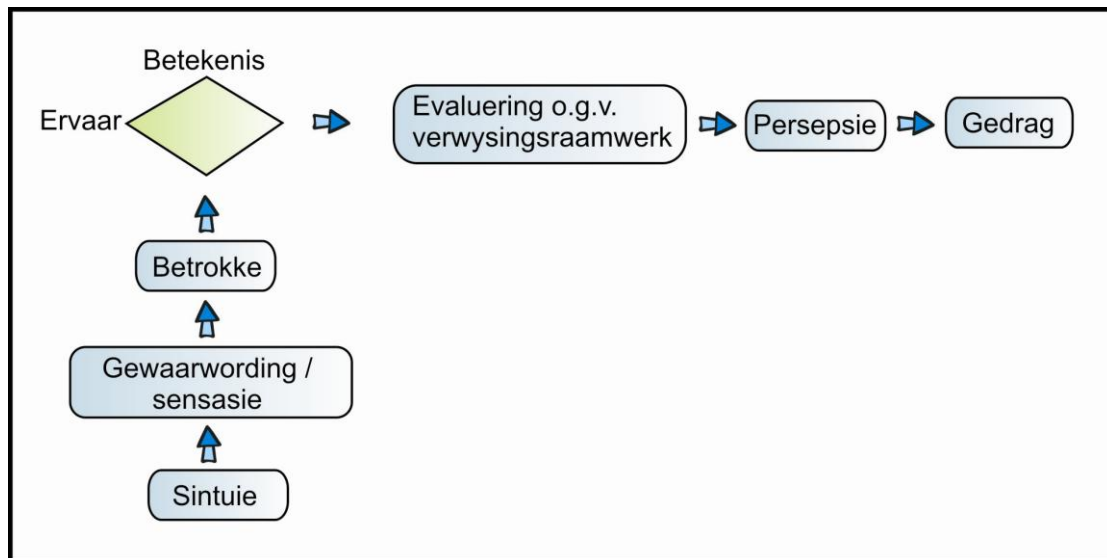 Betekenis
Ervaar
Evaluering o.g.v.
verwysingsraamwerk
Persepsie
Gedrag
Betrokke
Gewaarwording /
sensasie
Sintuie